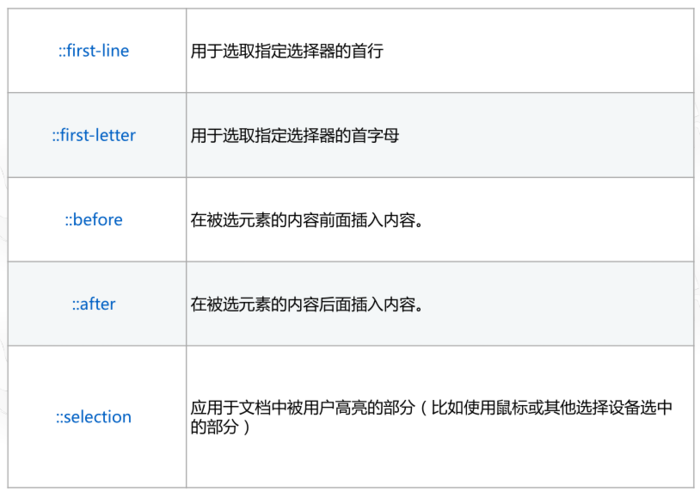 ::first-line
用于选取指定选择器的首行
::first-letter
用于选取指定选择器的首字母
::before
在被选元素的内容前面插入内容。
::after
在被选元素的内容后面插入内容。
::selection
应用于文档中被用户高亮的部分（比如使用鼠标或其他选择设备选中
的部分）